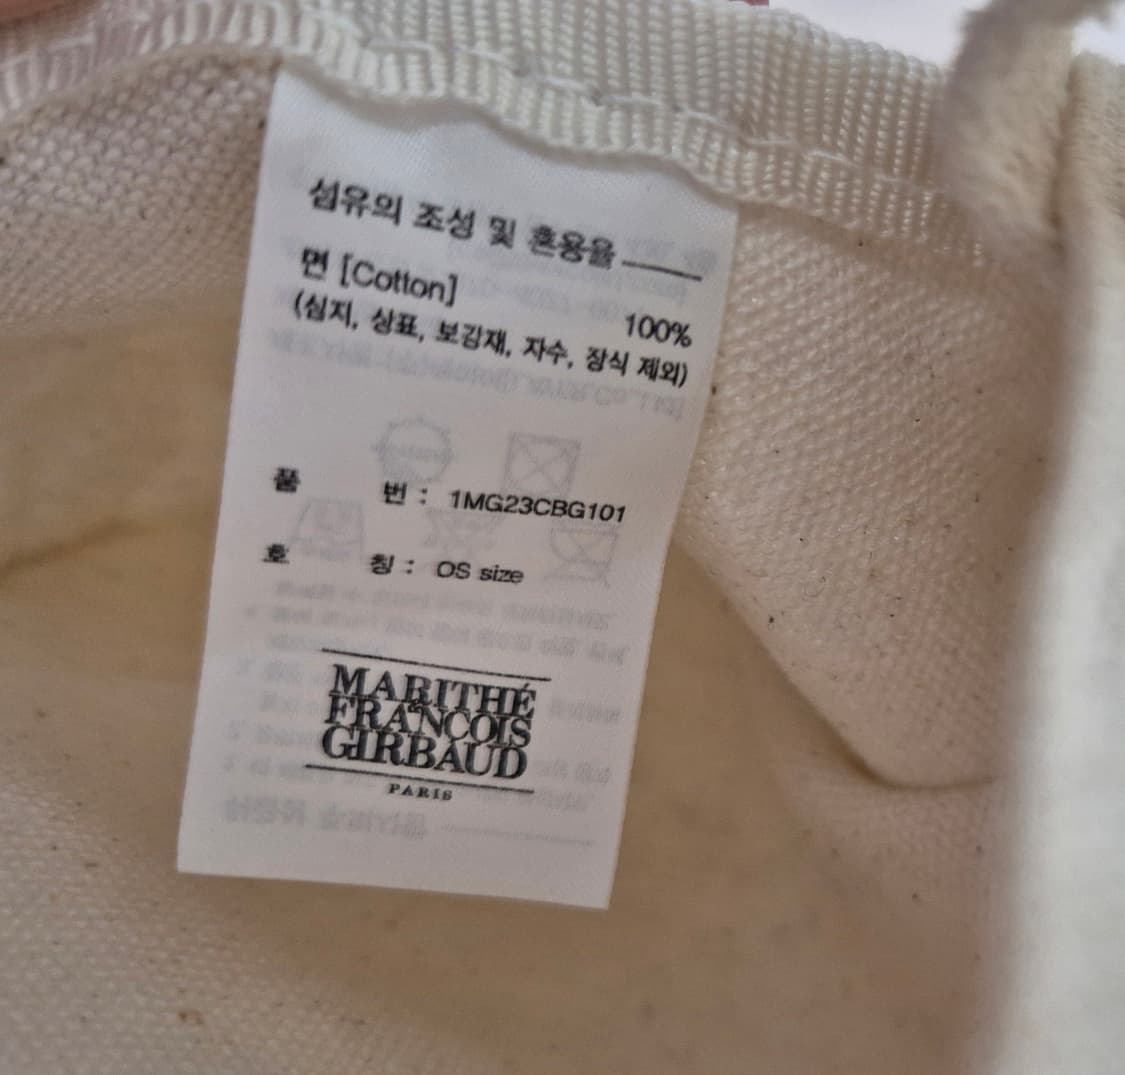 섬유의 조성 및 혼용율
면 [Cotton] 100%
(심지, 상표, 보김재, 자수, 장식 제외)
품 번 : 1MG23CBG101
호 칭 : OS size
MARITHÉ
&
FRANÇOIS
GIRBAUD
PARIS